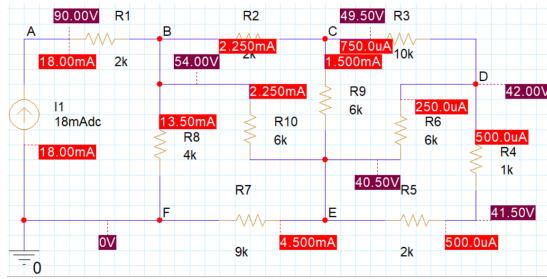 90.00V
R1
R2
49.50V
R3
A
B
C
18.00mA
2k
2.250mA
2k
750.0uA
10k
54.00V
1.500mA
D
2.250mA
R9
6k
250.0uA
42.00V
I1
18mAdc
13.50mA
R8
4k
R10
6k
R6
6k
500.0uA
R4
1k
18.00mA
40.50V
R7
R5
F
E
41.50V
0V
4.500mA
500.0uA
9k
2k
0